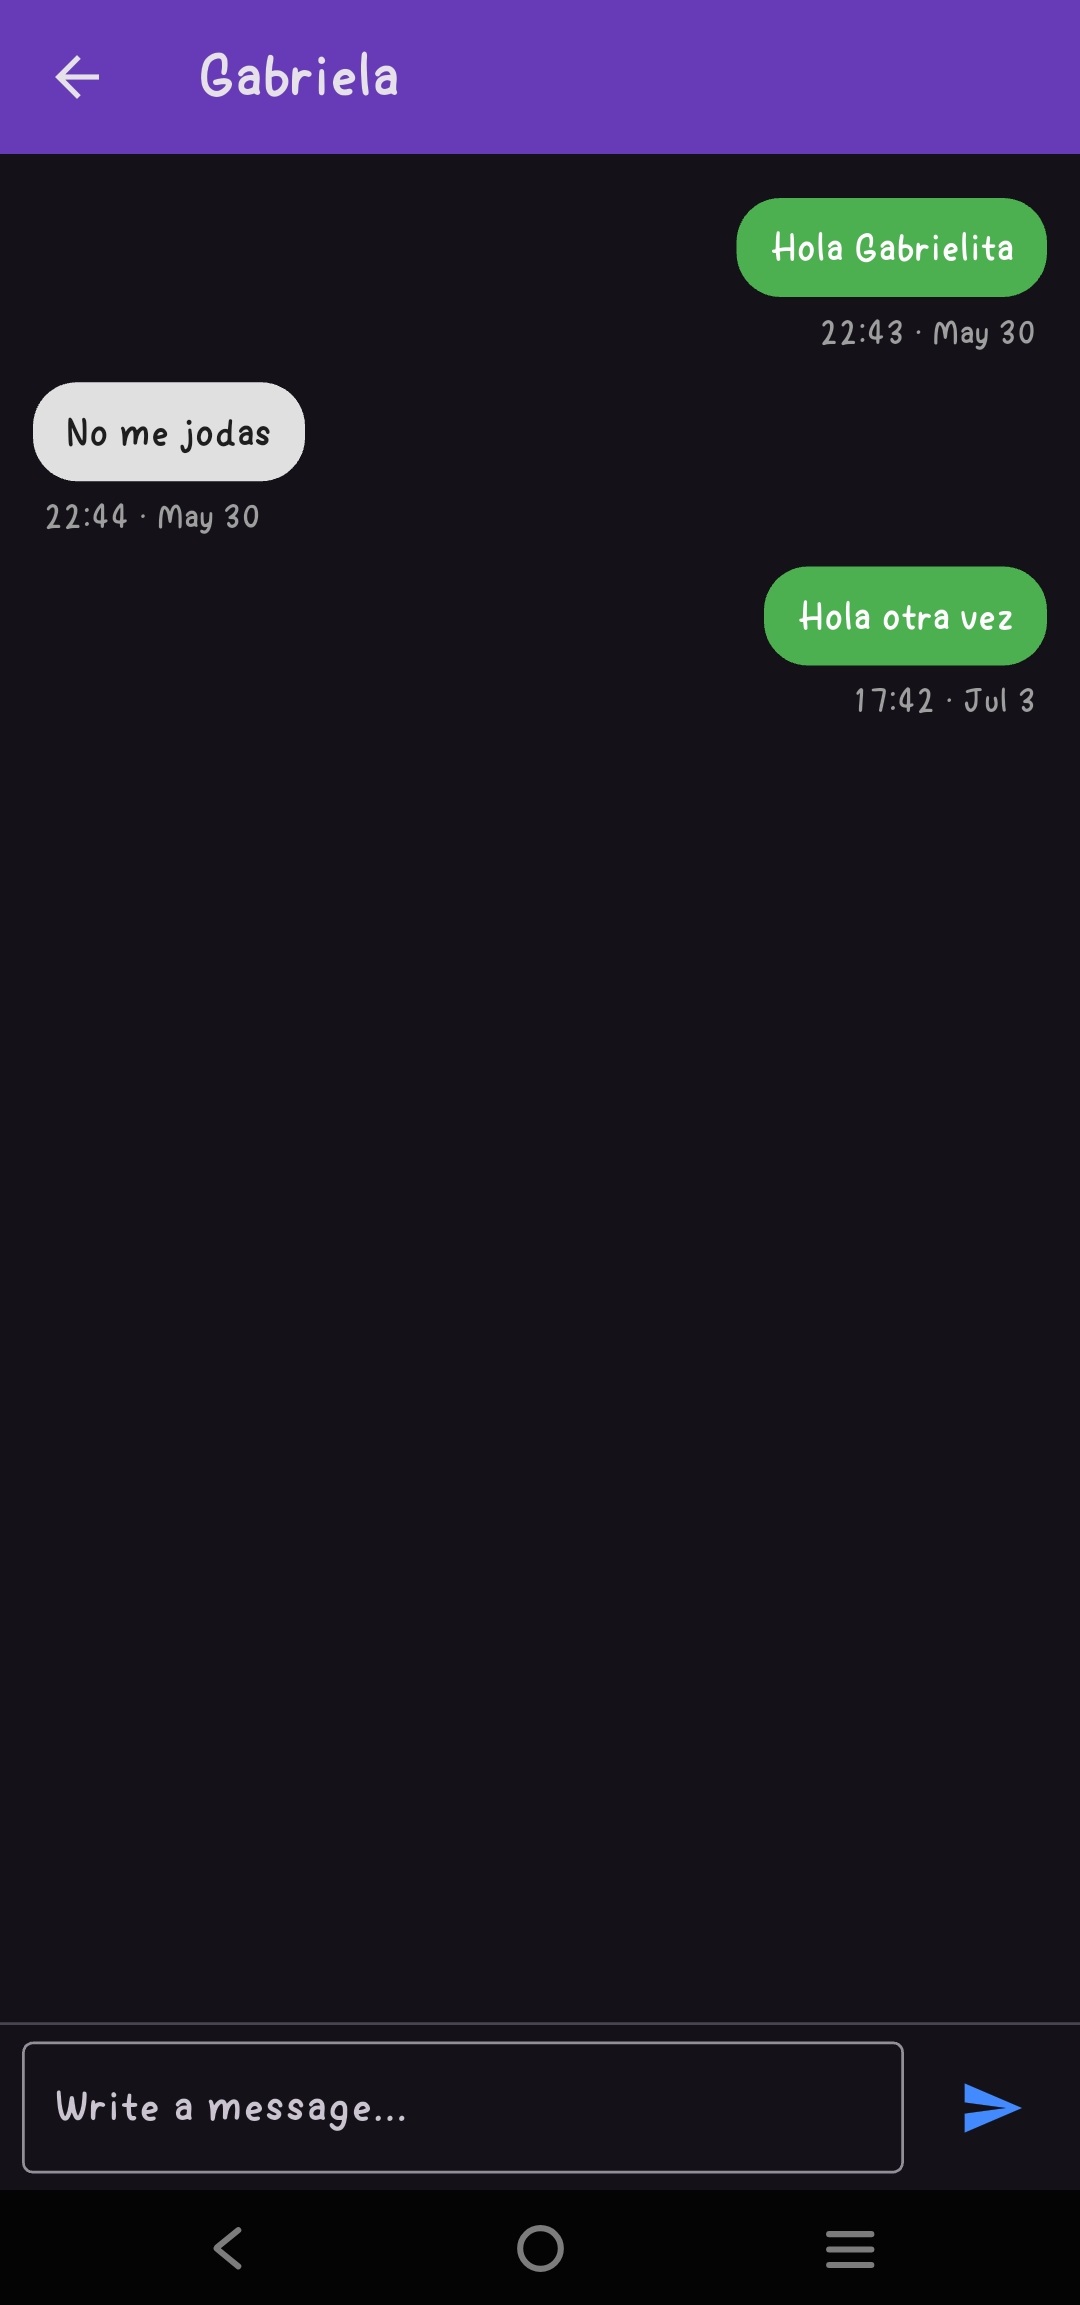 Gabriela
Hola Gabrielita
22:43 · May 30
No me jodas
22:44 · May 30
Hola otra vez
17:42 · Jul 3
Write a message...